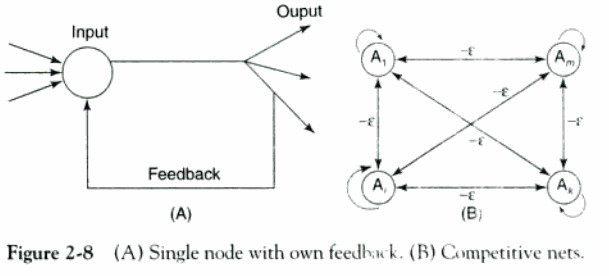 Ouput
Input
Feedback
(A)
A₁
-ε
Aₘ
-ε
-ε
-ε
-ε
Aᵢ
-ε
Aₖ
(B)
Figure 2-8 (A) Single node with own feedback. (B) Competitive nets.